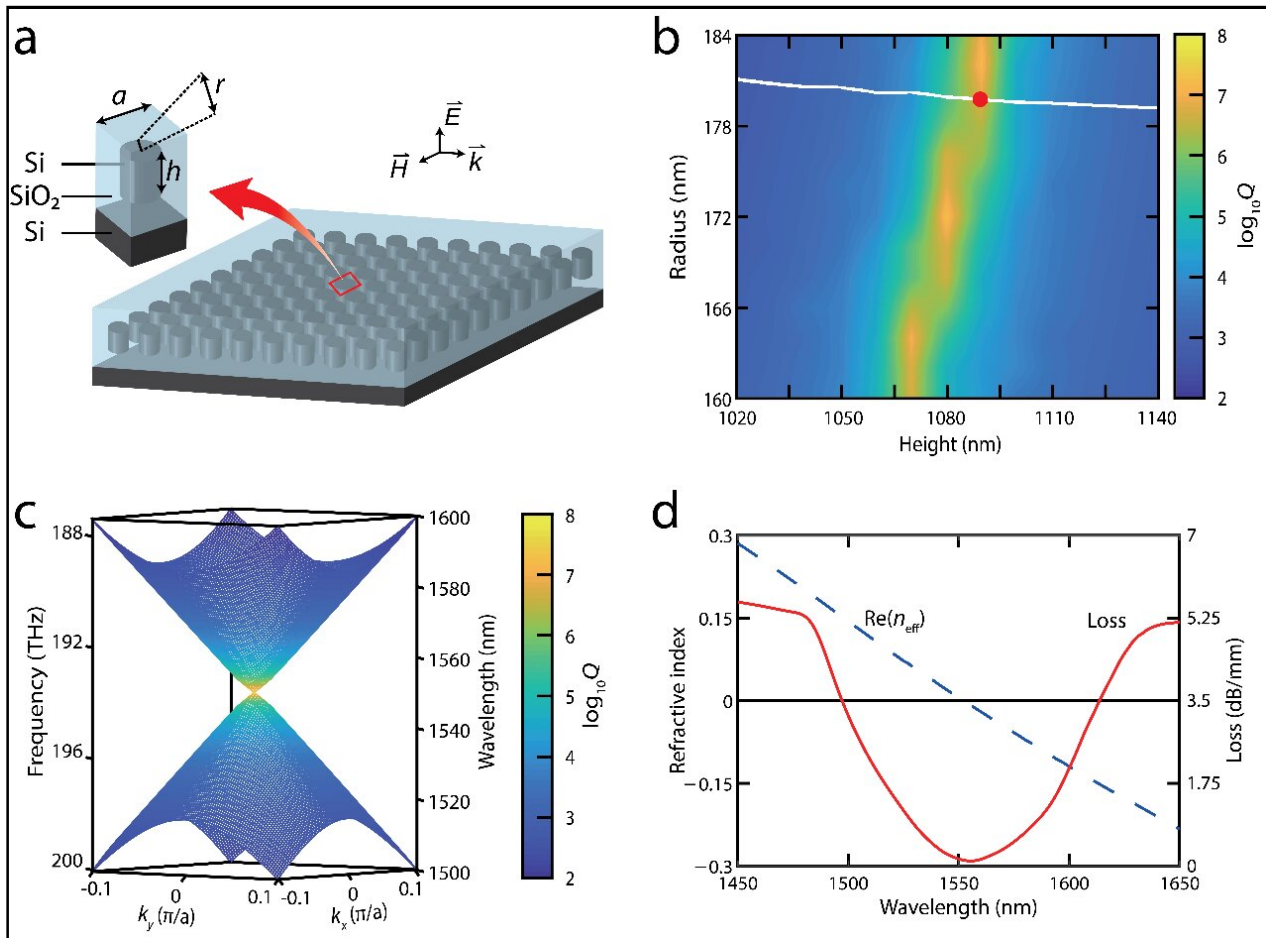 a
a
r
Si
h
SiO2
Si
E
H
k
b
184
178
172
166
160
Radius (nm)
1020
1050
1080
1110
1140
Height (nm)
8
7
6
5
4
3
2
log10Q
c
188
192
196
200
Frequency (THz)
1600
1580
1560
1540
1520
1500
Wavelength (nm)
-0.1
0
0.1
ky (π/a)
-0.1
0
0.1
kx (π/a)
8
7
6
5
4
3
2
log10Q
d
0.3
0.15
0
−0.15
−0.3
Refractive index
Re(neff)
Loss
7
5.25
3.5
1.75
0
Loss (dB/mm)
1450
1500
1550
1600
1650
Wavelength (nm)